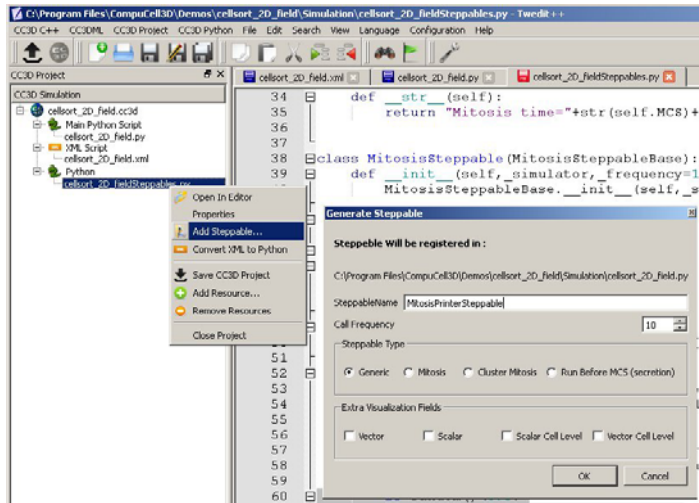 C:\Program Files\CompuCell3D\Demos\cellsort_2D_field\Simulation\cellsort_2D_fieldSteppables.py - Twedit++
CC3D C++ CC3DML CC3D Project CC3D Python File Edit Search View Language Configuration Help
CC3D Project
cellsort_2D_field.xml
cellsort_2D_field.py
cellsort_2D_fieldSteppables.py
CC3D Simulation
cellsort_2D_field.cc3d
Main Python Script
cellsort_2D_field.py
XML Script
cellsort_2D_field.xml
Python
cellsort_2D_fieldSteppables.py
34 def __str__(self):
35 return "Mitosis time="+str(self.MCS)+
36
37
38 class MitosisSteppable(MitosisSteppableBase):
39 def __init__(self,_simulator,_frequency=1
MitosisSteppableBase.__init__(self,_s
Open In Editor
Properties
Add Steppable...
Convert XML to Python
Save CC3D Project
Add Resource...
Remove Resources
Close Project
Generate Steppable
Steppeble Will be registered in :
C:\Program Files\CompuCell3D\Demos\cellsort_2D_field\Simulation\cellsort_2D_field.py
SteppableName MitosisPrinterSteppable
Call Frequency 10
Steppable Type
Generic Mitosis Cluster Mitosis Run Before MCS (secretion)
Extra Visualization Fields
Vector Scalar Scalar Cell Level Vector Cell Level
OK Cancel
51
52
53
54
55
56
57
58
59
60